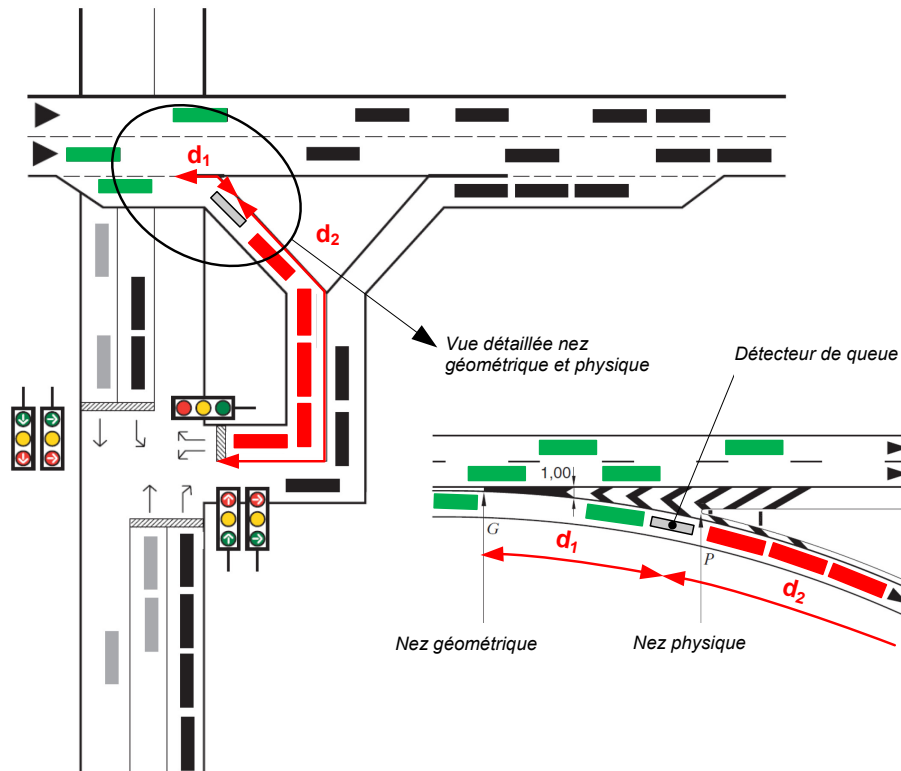 d1
d2
Vue détaillée nez
géométrique et physique
Détecteur de queue
1,00
G
d1
P
d2
Nez géométrique
Nez physique